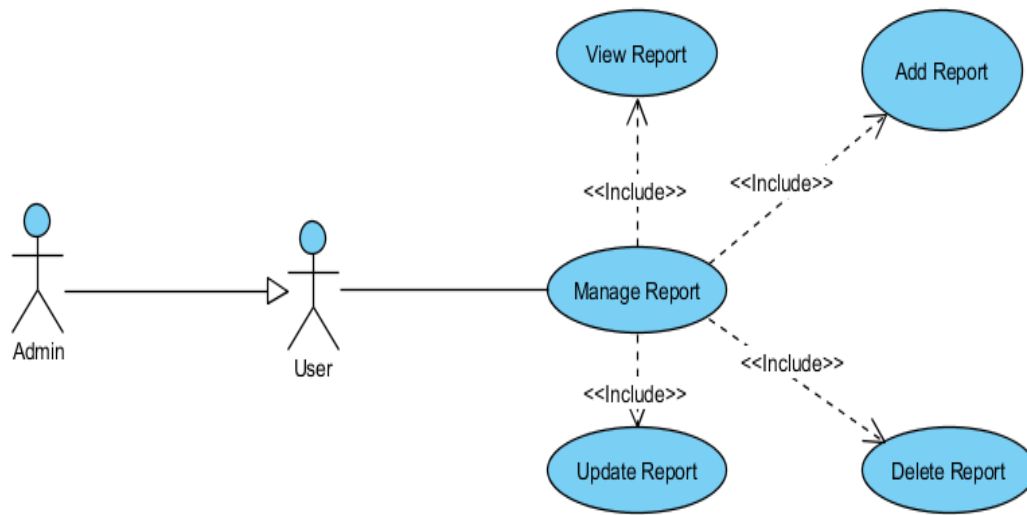 View Report
Add Report
<<Include>>
<<Include>>
Manage Report
Admin
User
<<Include>>
<<Include>>
Update Report
Delete Report